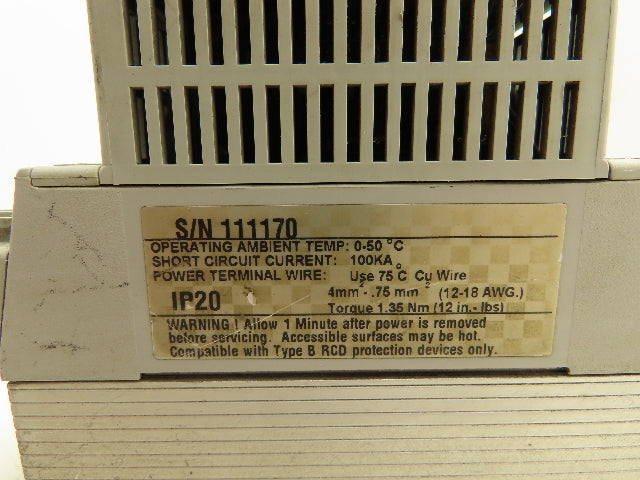 S/N 111170
OPERATING AMBIENT TEMP: 0-50 °C
SHORT CIRCUIT CURRENT: 100KA
POWER TERMINAL WIRE: Use 75°C Cu Wire
4mm² - .75 mm² (12-18 AWG.)
IP20 Torque 1.35 Nm (12 in.- lbs)
WARNING ! Allow 1 Minute after power is removed
before servicing. Accessible surfaces may be hot.
Compatible with Type B RCD protection devices only.